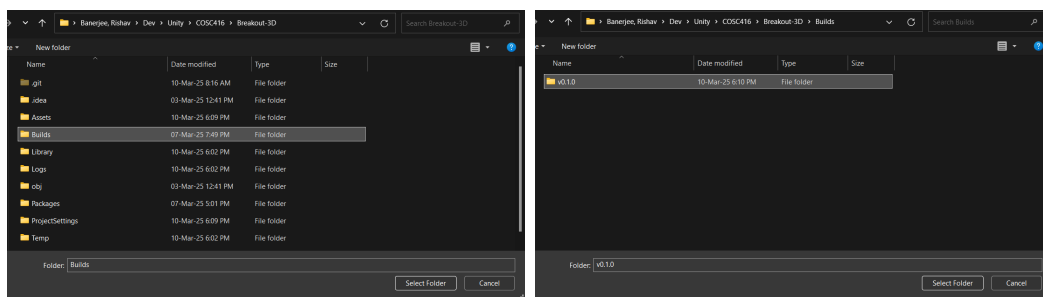 Banerjee, Rishav > Dev > Unity > COSC416 > Breakout-3D >
Search Breakout-3D
New folder
Name Date modified Type Size
.git 10-Mar-25 8:16 AM File folder
.idea 03-Mar-25 12:41 PM File folder
Assets 10-Mar-25 6:09 PM File folder
Builds 07-Mar-25 7:49 PM File folder
Library 10-Mar-25 6:02 PM File folder
Logs 10-Mar-25 6:02 PM File folder
obj 03-Mar-25 12:41 PM File folder
Packages 07-Mar-25 5:01 PM File folder
ProjectSettings 10-Mar-25 6:09 PM File folder
Temp 10-Mar-25 6:02 PM File folder
Folder: Builds
Select Folder Cancel
Banerjee, Rishav > Dev > Unity > COSC416 > Breakout-3D > Builds
Search Builds
New folder
Name Date modified Type Size
v0.1.0 10-Mar-25 6:10 PM File folder
Folder: v0.1.0
Select Folder Cancel